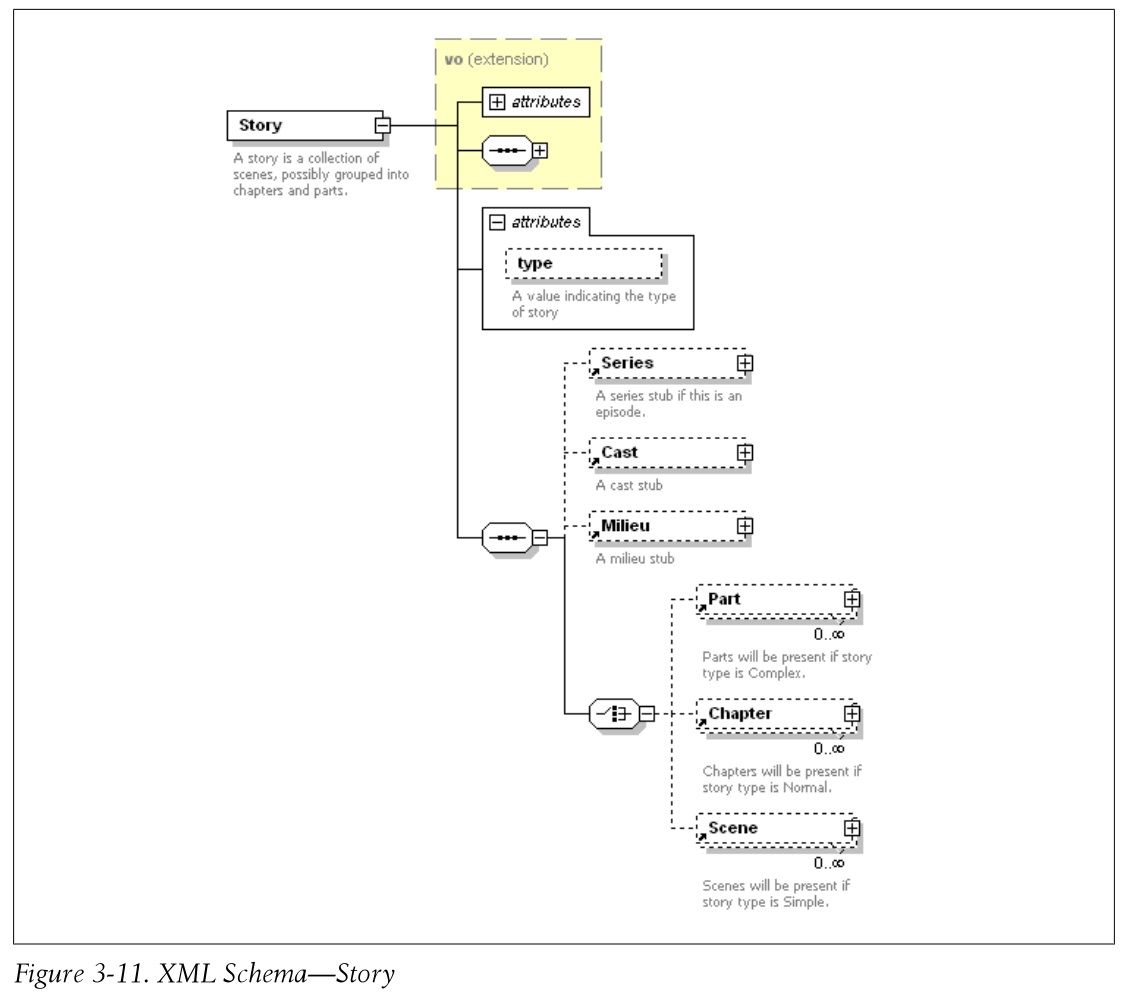 vo (extension)
attributes
Story
A story is a collection of
scenes, possibly grouped into
chapters and parts.
attributes
type
A value indicating the type
of story
Series
A series stub if this is an
episode.
Cast
A cast stub
Milieu
A milieu stub
Part
0..∞
Parts will be present if story
type is Complex.
Chapter
0..∞
Chapters will be present if
story type is Normal.
Scene
0..∞
Scenes will be present if
story type is Simple.
Figure 3-11. XML Schema—Story